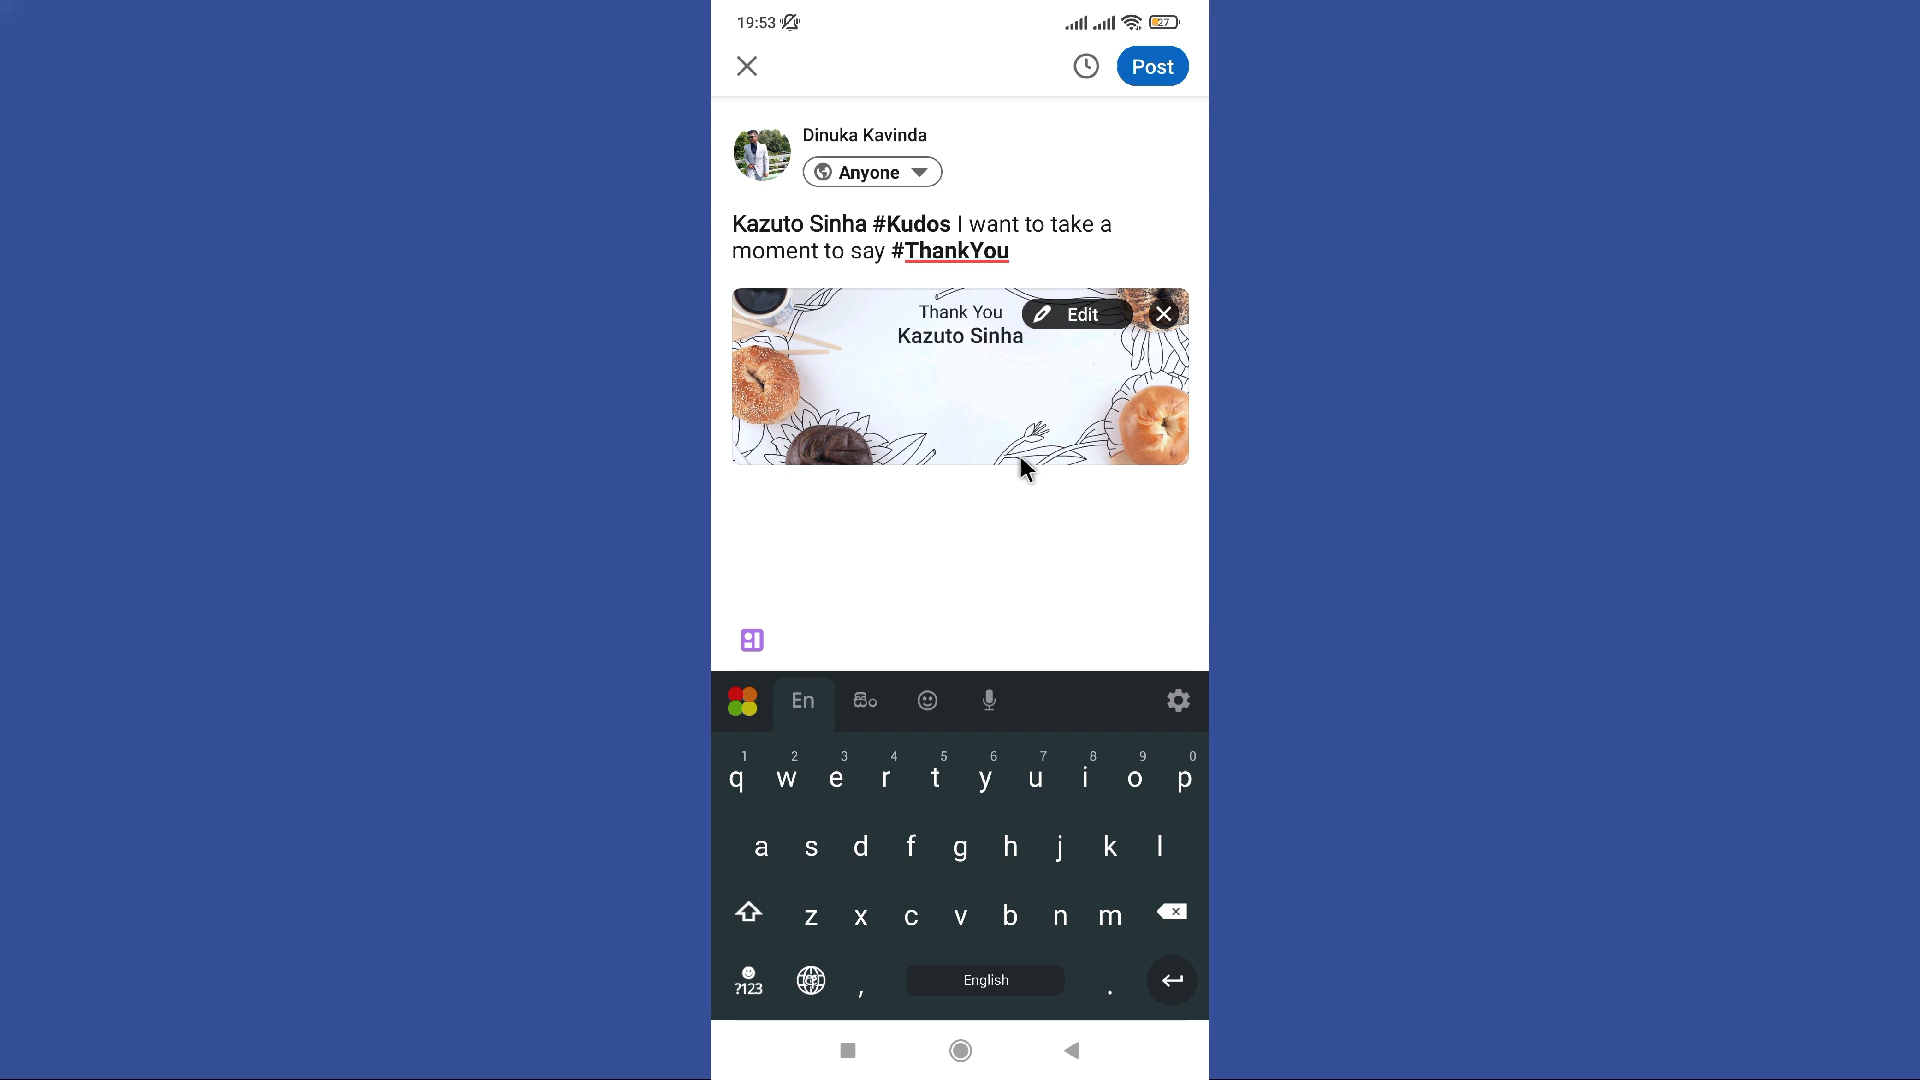 19:53 27
Post
Dinuka Kavinda
Anyone
Kazuto Sinha #Kudos I want to take a
moment to say #ThankYou
Thank You
Edit
Kazuto Sinha
En සිං
1 2 3 4 5 6 7 8 9 0
q w e r t y u i o p
a s d f g h j k l
z x c v b n m
?123 , English .